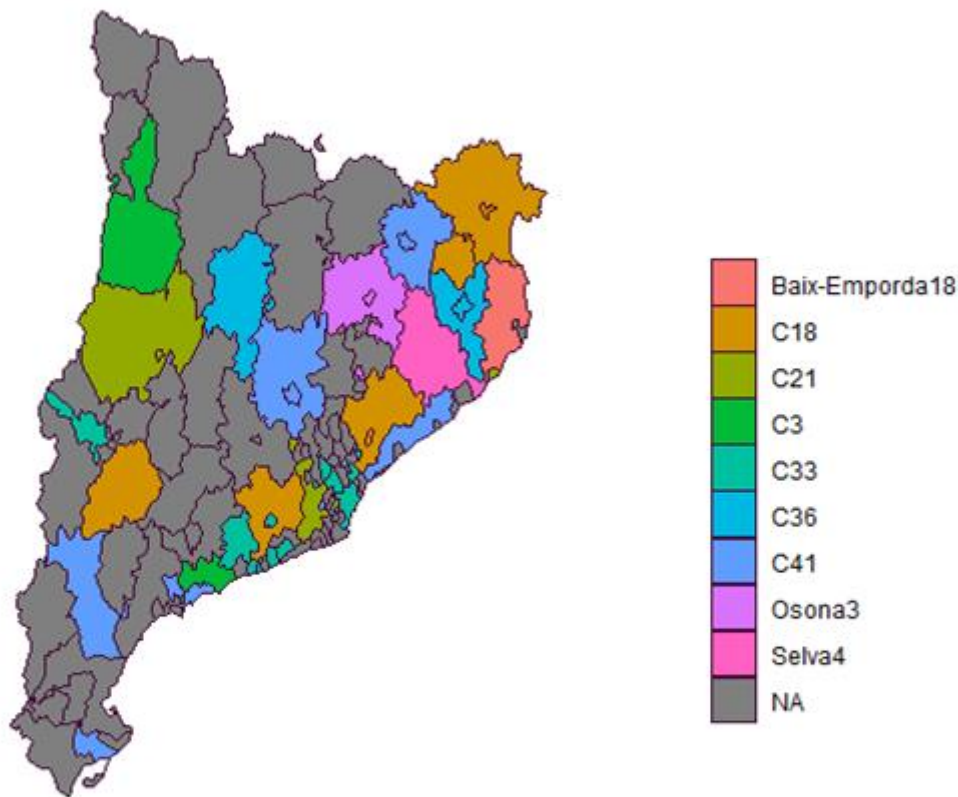 Baix-Emporda18
C18
C21
C3
C33
C36
C41
Osona3
Selva4
NA